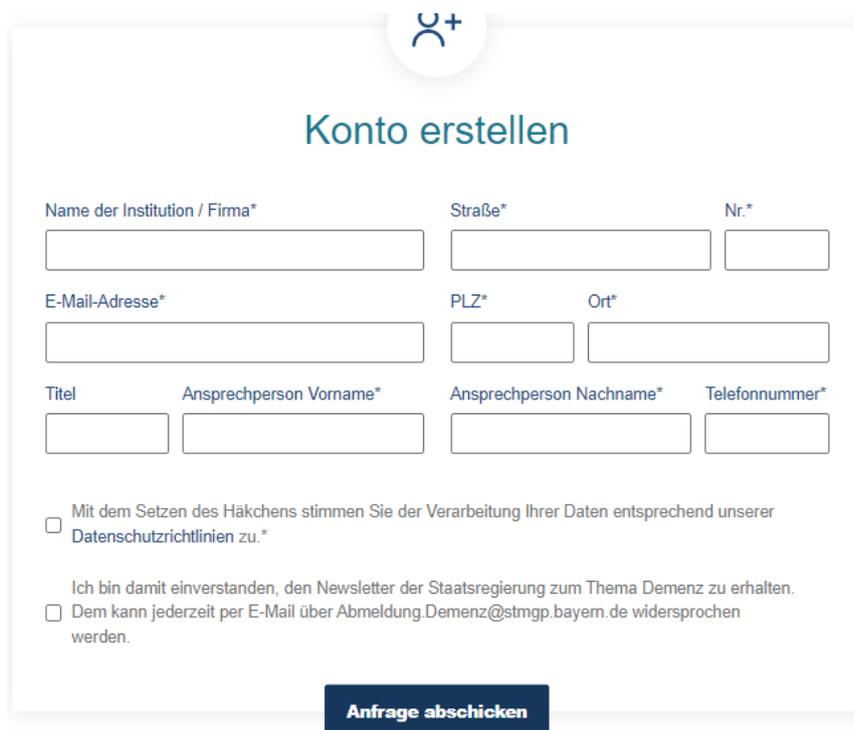 Konto erstellen
Name der Institution / Firma*
Straße*
Nr.*
E-Mail-Adresse*
PLZ*
Ort*
Titel
Ansprechperson Vorname*
Ansprechperson Nachname*
Telefonnummer*
Mit dem Setzen des Häkchens stimmen Sie der Verarbeitung Ihrer Daten entsprechend unserer
Datenschutzrichtlinien zu.*
Ich bin damit einverstanden, den Newsletter der Staatsregierung zum Thema Demenz zu erhalten.
Dem kann jederzeit per E-Mail über Abmeldung.Demenz@stmgp.bayern.de widersprochen
werden.
Anfrage abschicken